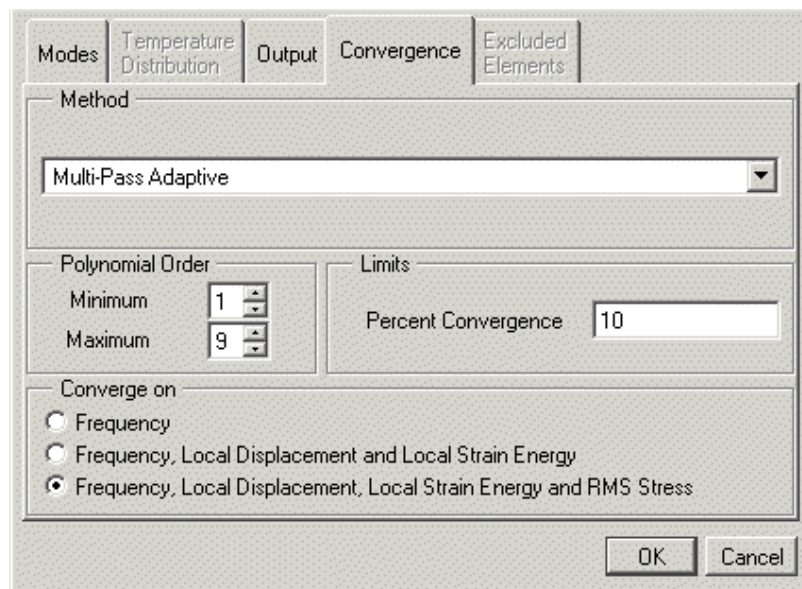 Modes
Temperature
Distribution
Output
Convergence
Excluded
Elements
Method
Multi-Pass Adaptive
Polynomial Order
Minimum 1
Maximum 9
Limits
Percent Convergence 10
Converge on
Frequency
Frequency, Local Displacement and Local Strain Energy
Frequency, Local Displacement, Local Strain Energy and RMS Stress
OK Cancel